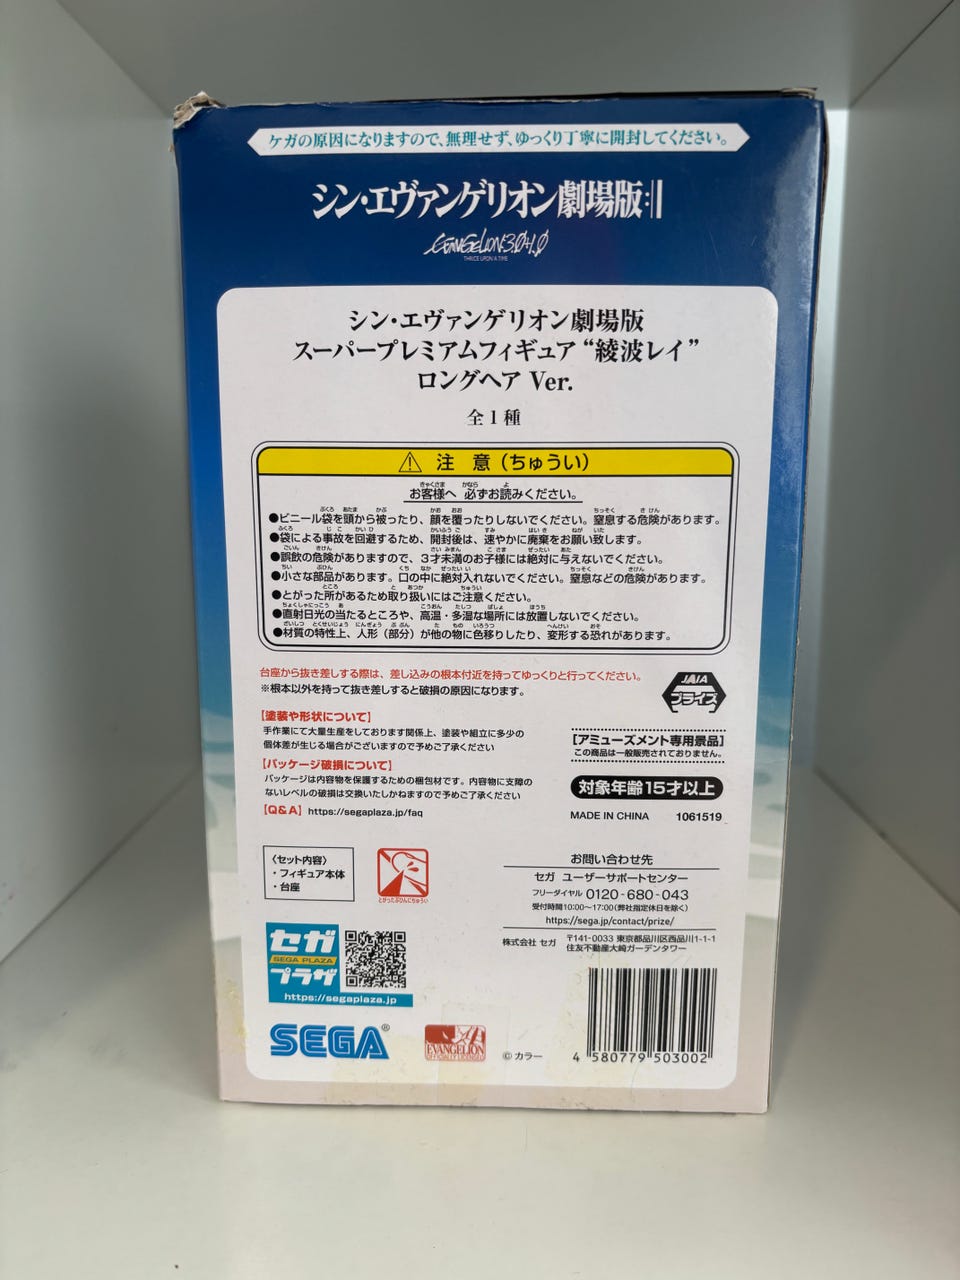 ケガの原因になりますので、無理せず、ゆっくり丁寧に開封してください。
シン・エヴァンゲリオン劇場版:||
EVANGELION:3.0+1.0
THRICE UPON A TIME
シン・エヴァンゲリオン劇場版
スーパープレミアムフィギュア“綾波レイ”
ロングヘア Ver.
全1種
⚠ 注 意(ちゅうい)
お客様へ 必ずお読みください。
●ビニール袋を頭から被ったり、顔を覆ったりしないでください。窒息する危険があります。
●袋による事故を回避するため、開封後は、速やかに廃棄をお願い致します。
●誤飲の危険がありますので、3才未満のお子様には絶対に与えないでください。
●小さな部品があります。口の中に絶対入れないでください。窒息などの危険があります。
●とがった所があるため取り扱いにはご注意ください。
●直射日光の当たるところや、高温・多湿な場所には放置しないでください。
●材質の特性上、人形(部分)が他の物に色移りしたり、変形する恐れがあります。
台座から抜き差しする際は、差し込みの根本付近を持ってゆっくりと行ってください。
※根本以外を持って抜き差しすると破損の原因になります。
JAIA
プライズ
【塗装や形状について】
手作業にて大量生産をしております関係上、塗装や組立に多少の
個体差が生じる場合がございますので予めご了承ください
【パッケージ破損について】
パッケージは内容物を保護するための梱包材です。内容物に支障の
ないレベルの破損は交換いたしかねますので予めご了承ください
【Q&A】 https://segaplaza.jp/faq
【アミューズメント専用景品】
この商品は一般販売されておりません。
対象年齢15才以上
MADE IN CHINA 1061519
〈セット内容〉
・フィギュア本体
・台座
とがったぶひんにちゅうい
お問い合わせ先
セガ ユーザーサポートセンター
フリーダイヤル 0120-680-043
受付時間10:00〜17:00(弊社指定休日を除く)
https://sega.jp/contact/prize/
株式会社 セガ 〒141-0033 東京都品川区西品川1-1-1
住友不動産大崎ガーデンタワー
セガ
SEGA PLAZA
プラザ
https://segaplaza.jp
SEGA®
EVANGELION
©カラー
4 580779 503002